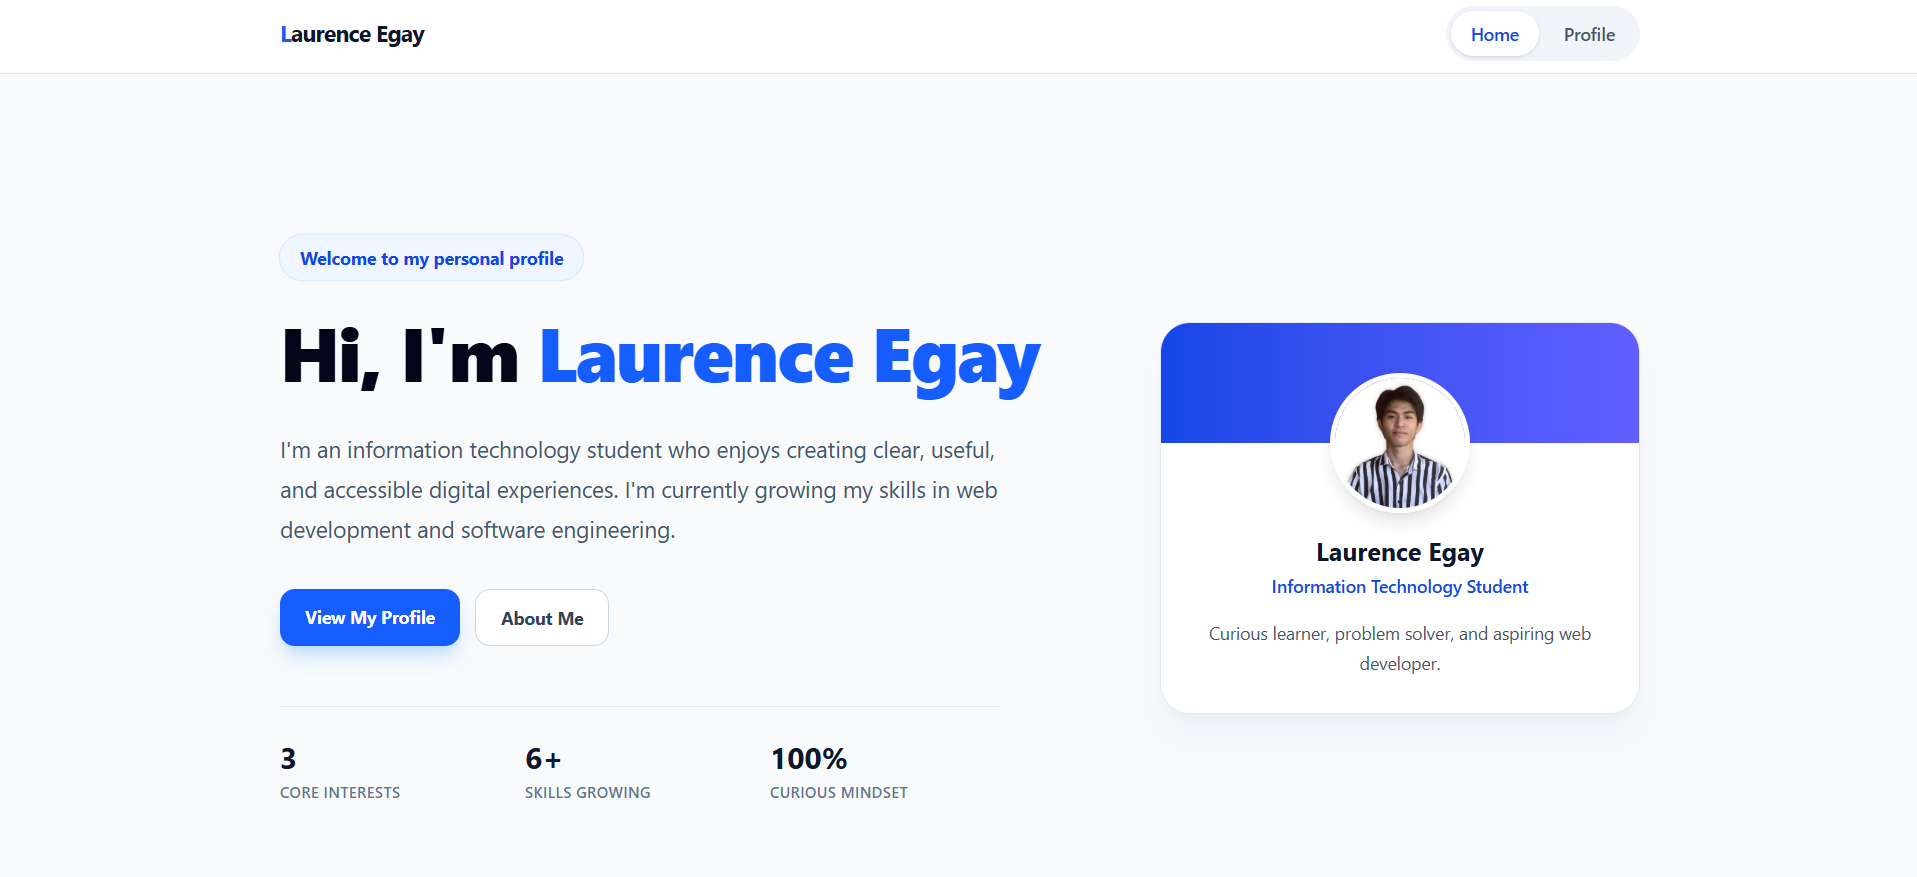 Laurence Egay
Home
Profile
Welcome to my personal profile
Hi, I'm Laurence Egay
I'm an information technology student who enjoys creating clear, useful,
and accessible digital experiences. I'm currently growing my skills in web
development and software engineering.
View My Profile
About Me
3
CORE INTERESTS
6+
SKILLS GROWING
100%
CURIOUS MINDSET
Laurence Egay
Information Technology Student
Curious learner, problem solver, and aspiring web
developer.